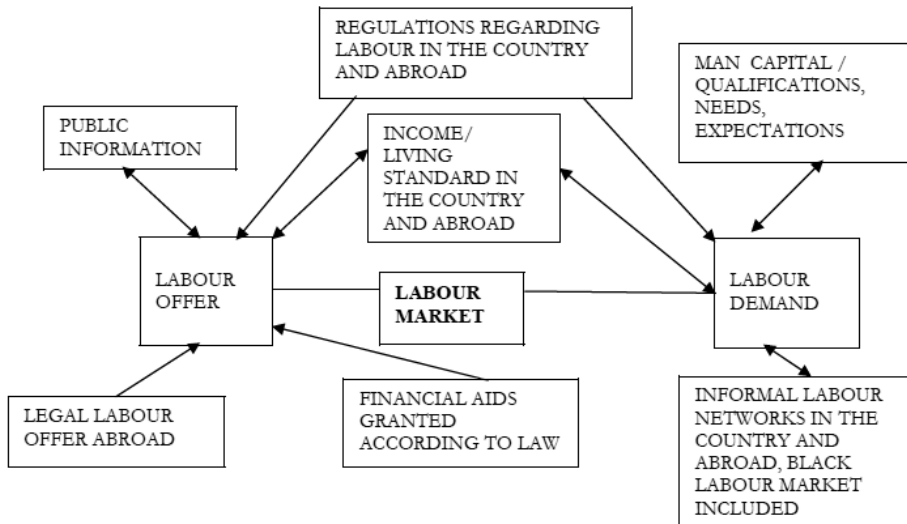 REGULATIONS REGARDING
LABOUR IN THE COUNTRY
AND ABROAD
MAN CAPITAL /
QUALIFICATIONS,
NEEDS,
EXPECTATIONS
PUBLIC
INFORMATION
INCOME/
LIVING
STANDARD IN
THE COUNTRY
AND ABROAD
LABOUR
OFFER
LABOUR
MARKET
LABOUR
DEMAND
LEGAL LABOUR
OFFER ABROAD
FINANCIAL AIDS
GRANTED
ACCORDING TO LAW
INFORMAL LABOUR
NETWORKS IN THE
COUNTRY AND
ABROAD, BLACK
LABOUR MARKET
INCLUDED